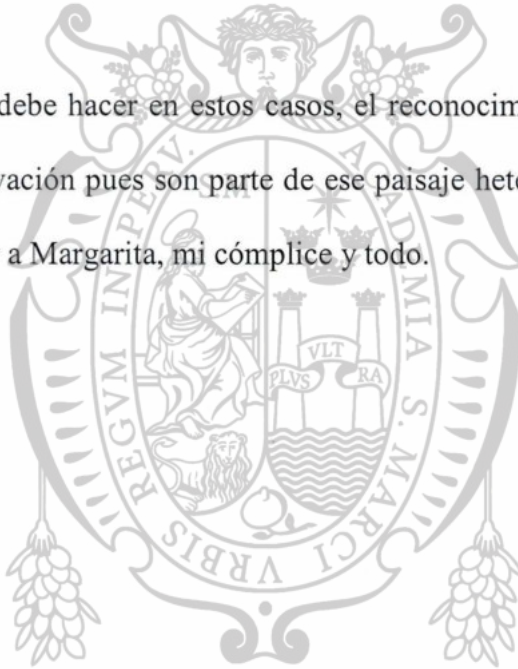 debe hacer en estos casos, el reconocim
vación pues son parte de ese paisaje hete
a Margarita, mi cómplice y todo.
ACADEMIA S. MARCI VRBIS REGVM IN PERV.
S M
PLVS VLT RA